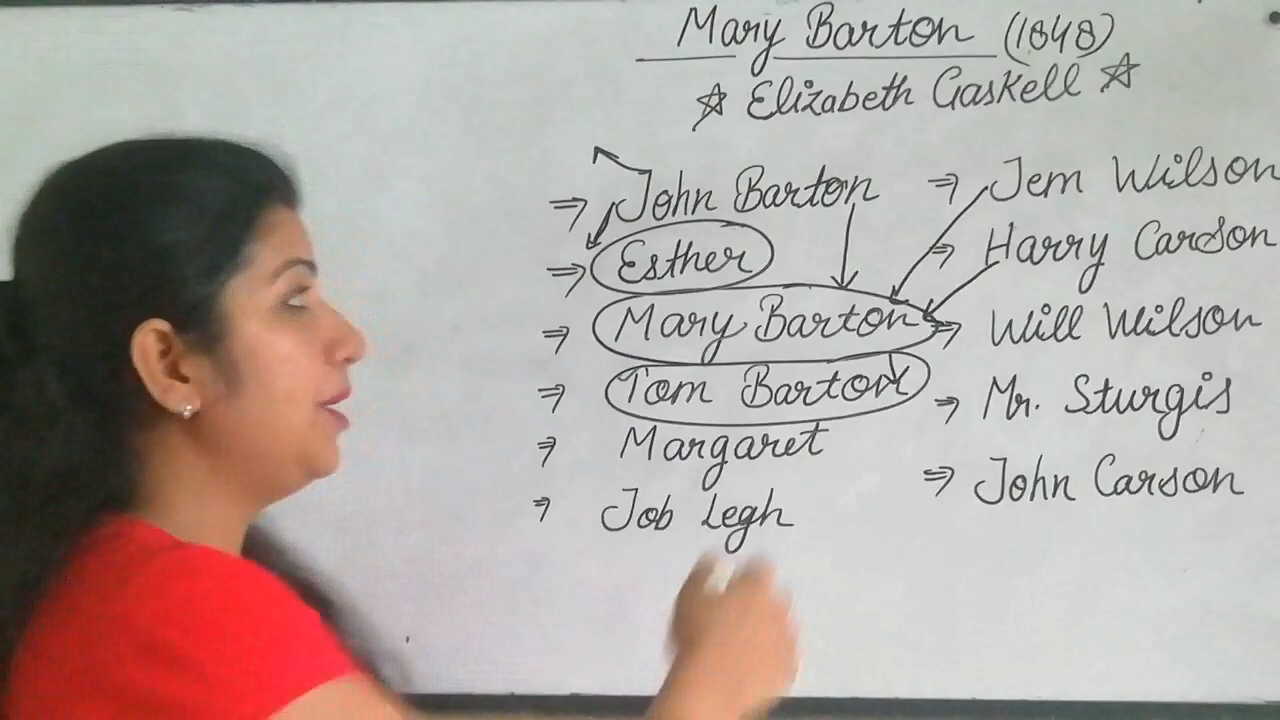 Mary Barton (1848)
☆ Elizabeth Gaskell ☆
⇒ John Barton
⇒ Esther
⇒ Mary Barton
⇒ Tom Barton
⇒ Margaret
⇒ Job Legh
⇒ Jem Wilson
⇒ Harry Carson
⇒ Will Wilson
⇒ Mr. Sturgis
⇒ John Carson